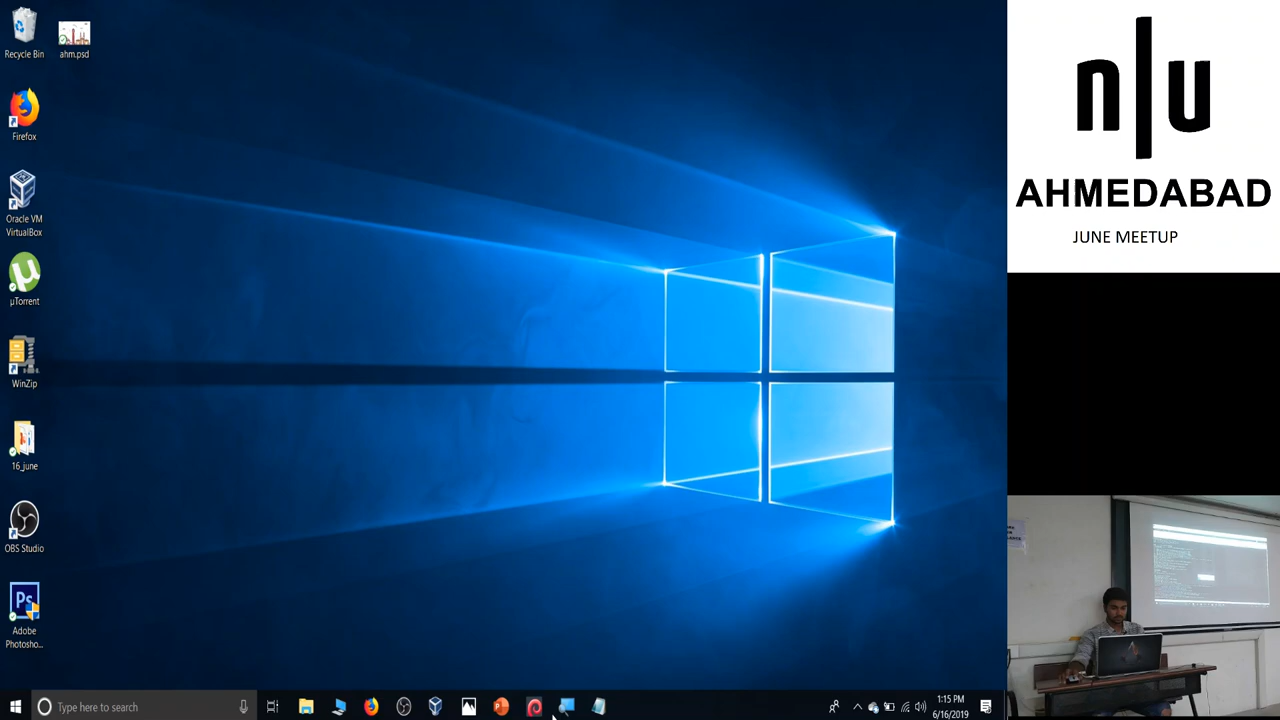 Recycle Bin
ahm.psd
Firefox
Oracle VM
VirtualBox
µ
µTorrent
WinZip
16_june
OBS Studio
Ps
Adobe
Photosho...
Type here to search
1:15 PM
6/16/2019
n|u
AHMEDABAD
JUNE MEETUP